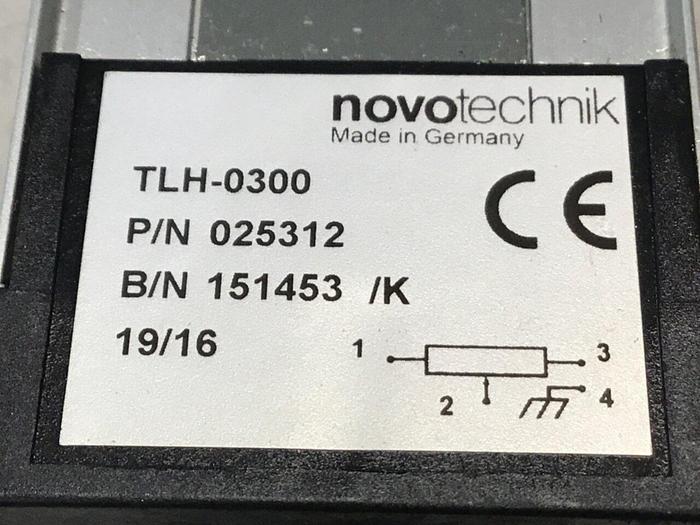 novotechnik
Made in Germany
TLH-0300
CE
P/N 025312
B/N 151453 /K
19/16
1
3
2
4